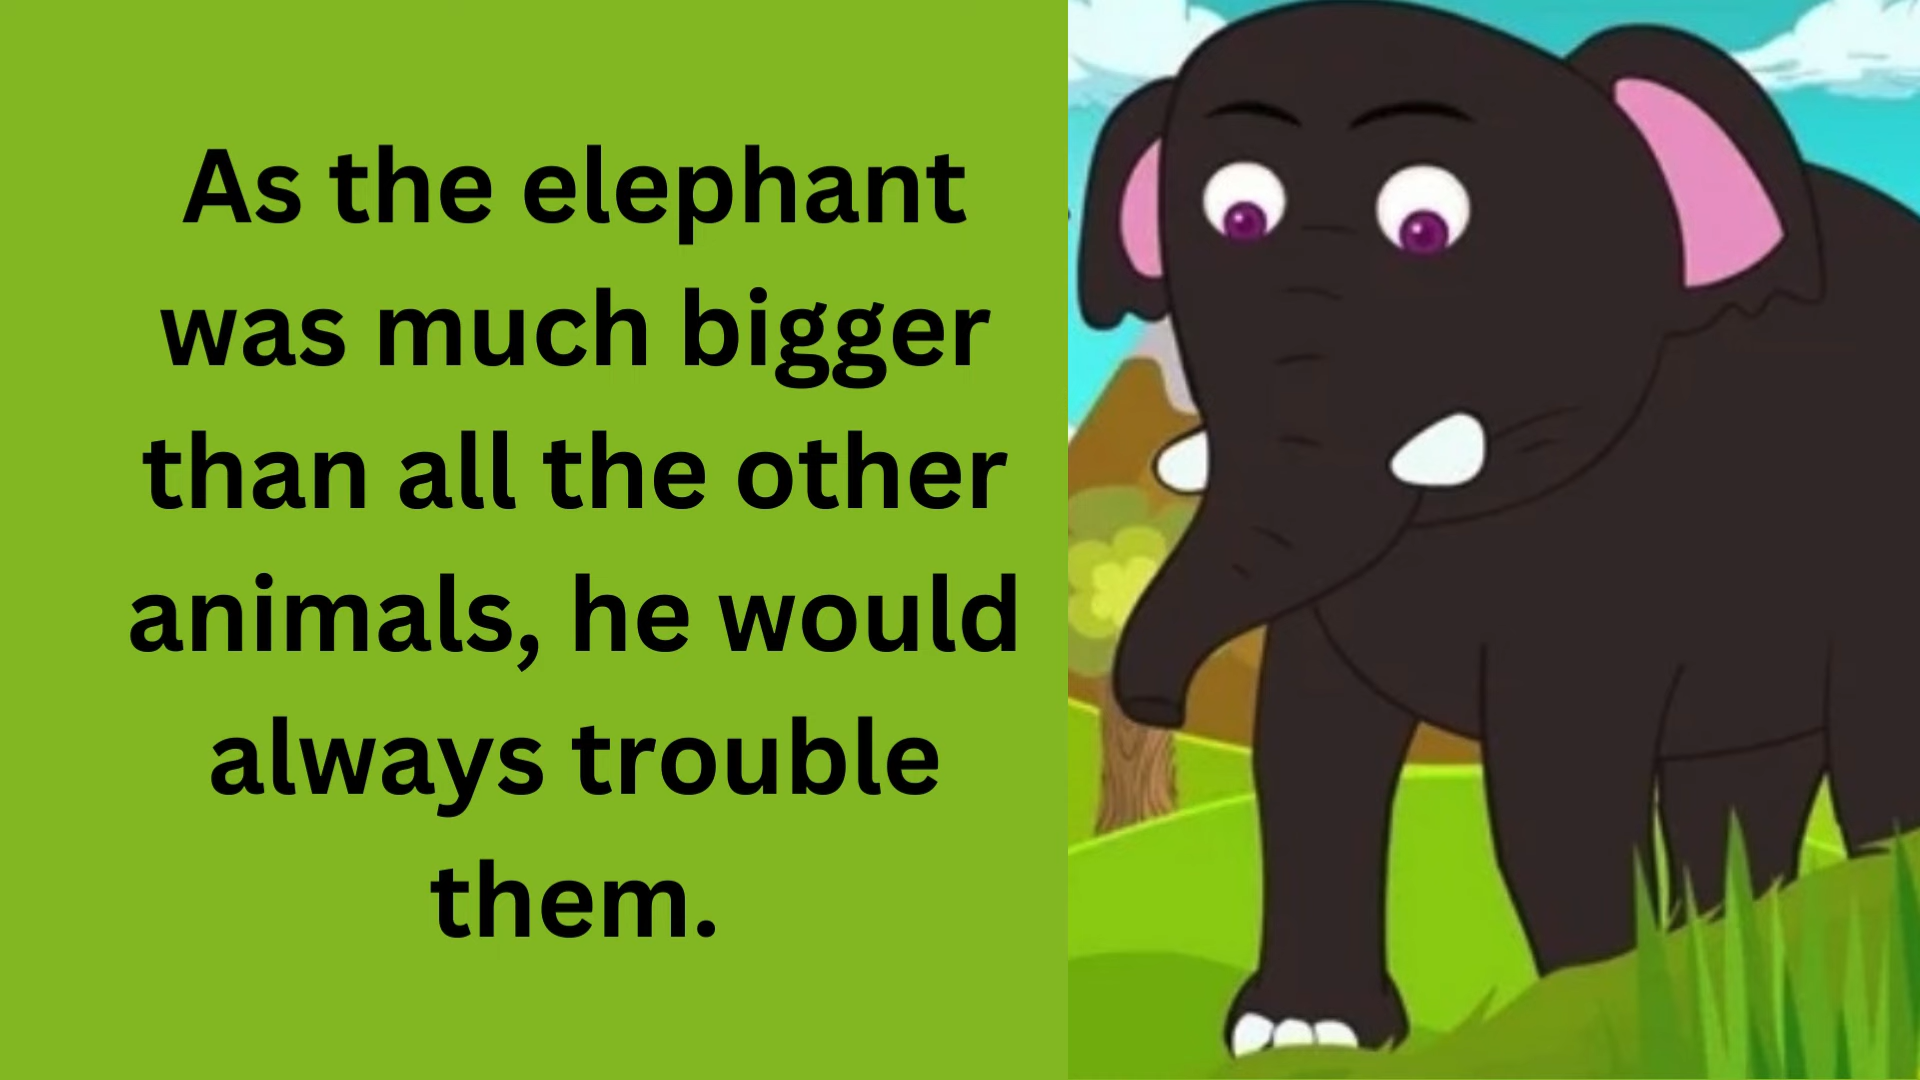 As the elephant
was much bigger
than all the other
animals, he would
always trouble
them.